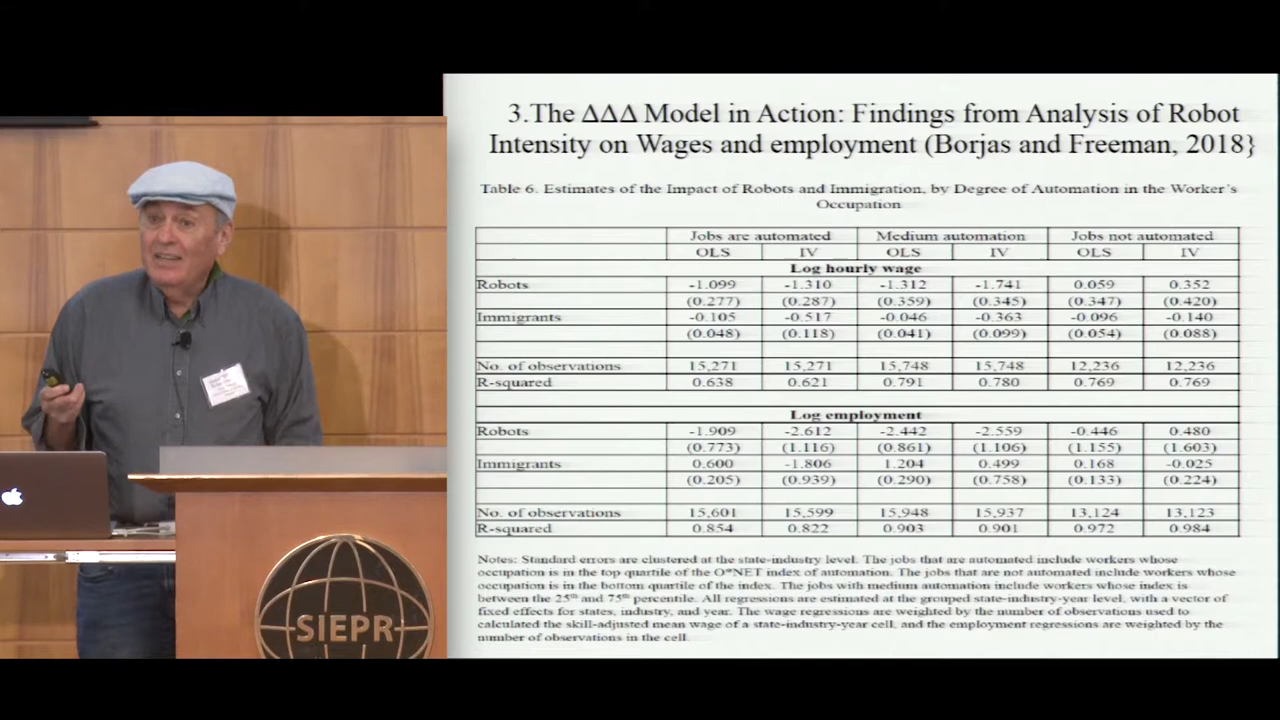 3.The ΔΔΔ Model in Action: Findings from Analysis of Robot
Intensity on Wages and employment (Borjas and Freeman, 2018}
Table 6. Estimates of the Impact of Robots and Immigration, by Degree of Automation in the Worker's
Occupation
Jobs are automated Medium automation Jobs not automated
OLS IV OLS IV OLS IV
Log hourly wage
Robots -1.099 -1.310 -1.312 -1.741 0.059 0.352
(0.277) (0.287) (0.359) (0.345) (0.347) (0.420)
Immigrants -0.105 -0.517 -0.046 -0.363 -0.096 -0.140
(0.048) (0.118) (0.041) (0.099) (0.054) (0.088)
No. of observations 15,271 15,271 15,748 15,748 12,236 12,236
R-squared 0.638 0.621 0.791 0.780 0.769 0.769
Log employment
Robots -1.909 -2.612 -2.442 -2.559 -0.446 0.480
(0.773) (1.116) (0.861) (1.106) (1.155) (1.603)
Immigrants 0.600 -1.806 1.204 0.499 0.168 -0.025
(0.205) (0.939) (0.290) (0.758) (0.133) (0.224)
No. of observations 15,601 15,599 15,948 15,937 13,124 13,123
R-squared 0.854 0.822 0.903 0.901 0.972 0.984
Notes: Standard errors are clustered at the state-industry level. The jobs that are automated include workers whose
occupation is in the top quartile of the O*NET index of automation. The jobs that are not automated include workers whose
occupation is in the bottom quartile of the index. The jobs with medium automation include workers whose index is
between the 25th and 75th percentile. All regressions are estimated at the grouped state-industry-year level, with a vector of
fixed effects for states, industry, and year. The wage regressions are weighted by the number of observations used to
calculated the skill-adjusted mean wage of a state-industry-year cell, and the employment regressions are weighted by the
number of observations in the cell.
SIEPR